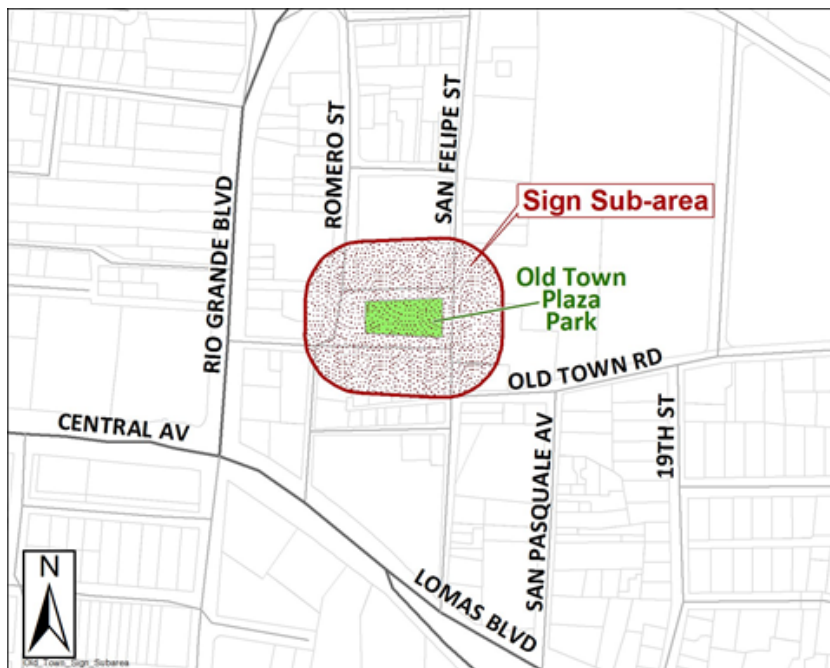 RIO GRANDE BLVD
ROMERO ST
SAN FELIPE ST
Sign Sub-area
Old Town
Plaza
Park
OLD TOWN RD
CENTRAL AV
SAN PASQUALE AV
19TH ST
LOMAS BLVD
N
Old_Town_Sign_Subarea